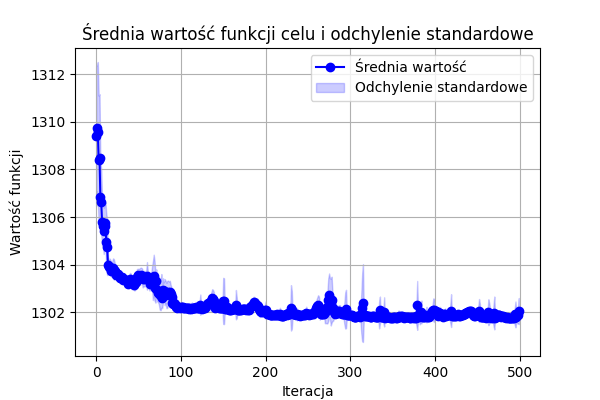 Średnia wartość funkcji celu i odchylenie standardowe
Średnia wartość
Odchylenie standardowe
Wartość funkcji
1312
1310
1308
1306
1304
1302
0 100 200 300 400 500
Iteracja